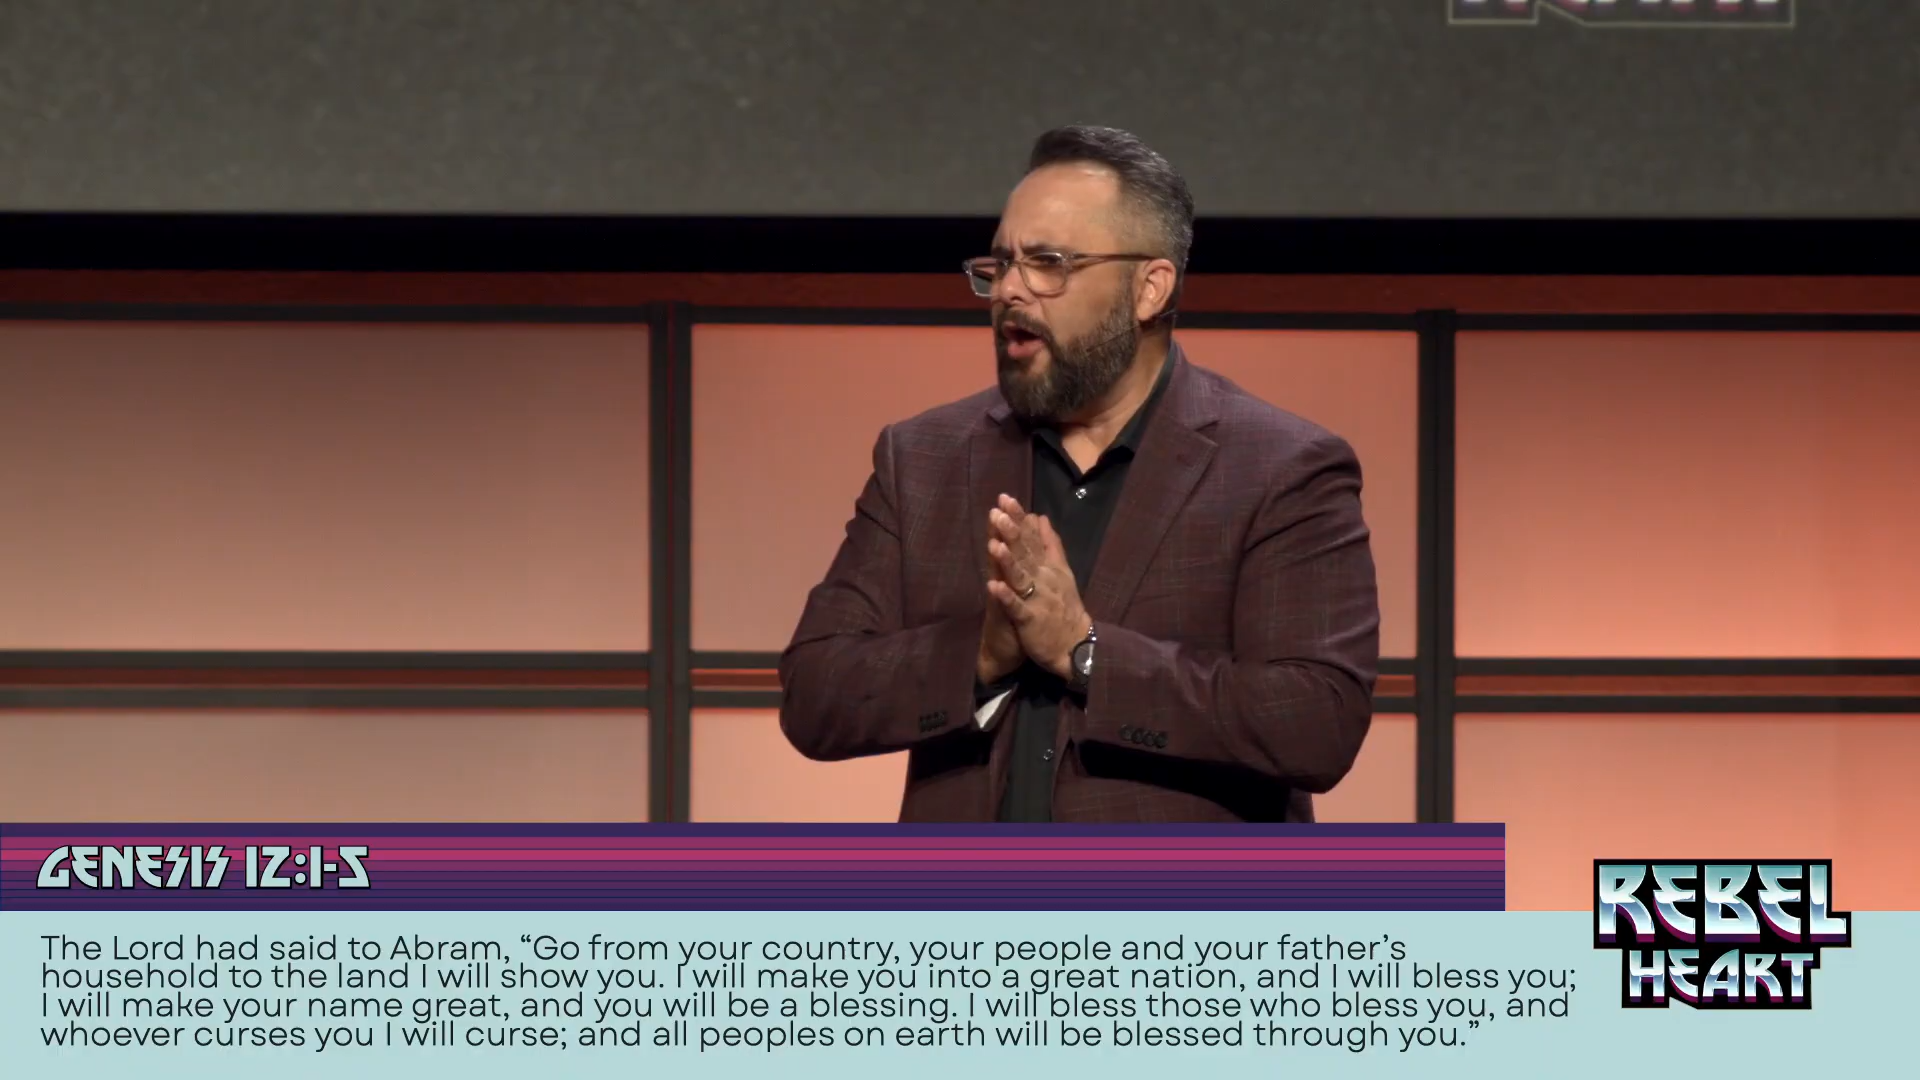 GENESIS 12:1-5
The Lord had said to Abram, “Go from your country, your people and your father’s
household to the land I will show you. I will make you into a great nation, and I will bless you;
I will make your name great, and you will be a blessing. I will bless those who bless you, and
whoever curses you I will curse; and all peoples on earth will be blessed through you.”
REBEL
HEART